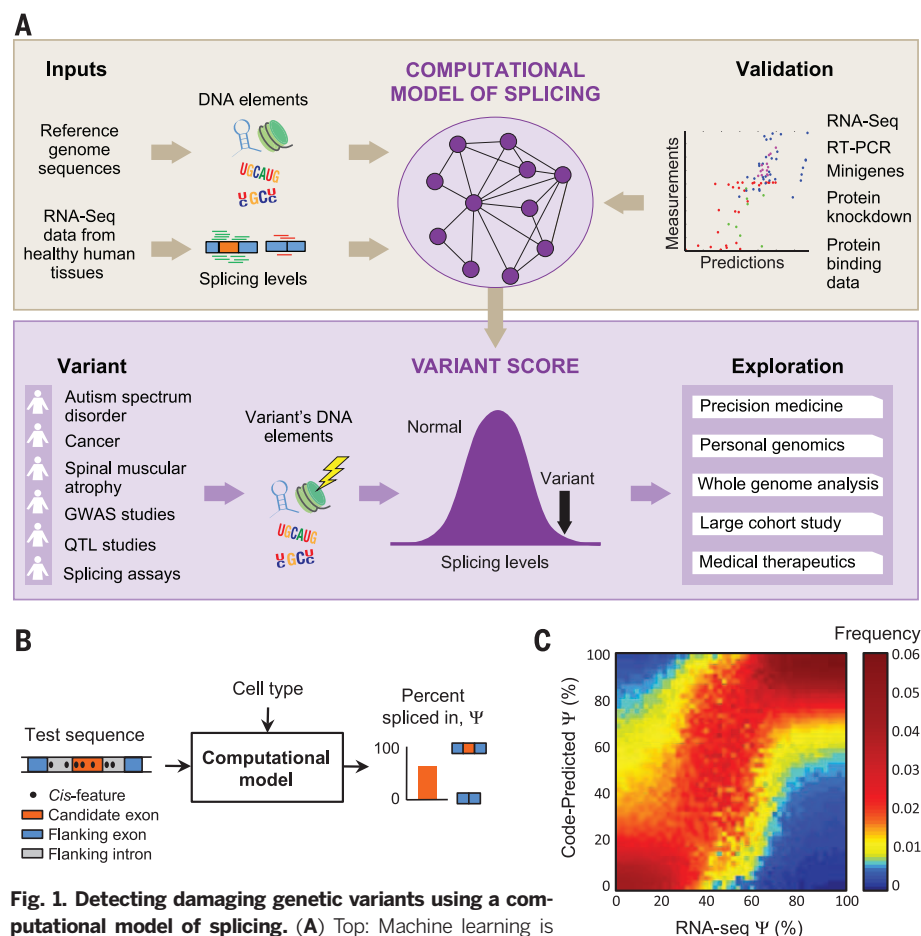 A
Inputs
COMPUTATIONAL
MODEL OF SPLICING
Validation
DNA elements
Reference
genome
sequences
UGCAUG
UGCU
C C
RNA-Seq
data from
healthy human
tissues
Splicing levels
Measurements
Predictions
RNA-Seq
RT-PCR
Minigenes
Protein
knockdown
Protein
binding
data
Variant
VARIANT SCORE
Exploration
Autism spectrum
disorder
Cancer
Spinal muscular
atrophy
GWAS studies
QTL studies
Splicing assays
Variant's DNA
elements
UGCAUG
UGCU
C C
Normal
Variant
Splicing levels
Precision medicine
Personal genomics
Whole genome analysis
Large cohort study
Medical therapeutics
B
Cell type
Test sequence
Computational
model
Percent
spliced in, Ψ
100
0
Cis-feature
Candidate exon
Flanking exon
Flanking intron
C
Frequency
Code-Predicted Ψ (%)
100
80
60
40
20
0
0 20 40 60 80 100
RNA-seq Ψ (%)
0.06
0.04
0.03
0.02
0.01
0
Fig. 1. Detecting damaging genetic variants using a com-
putational model of splicing. (A) Top: Machine learning is